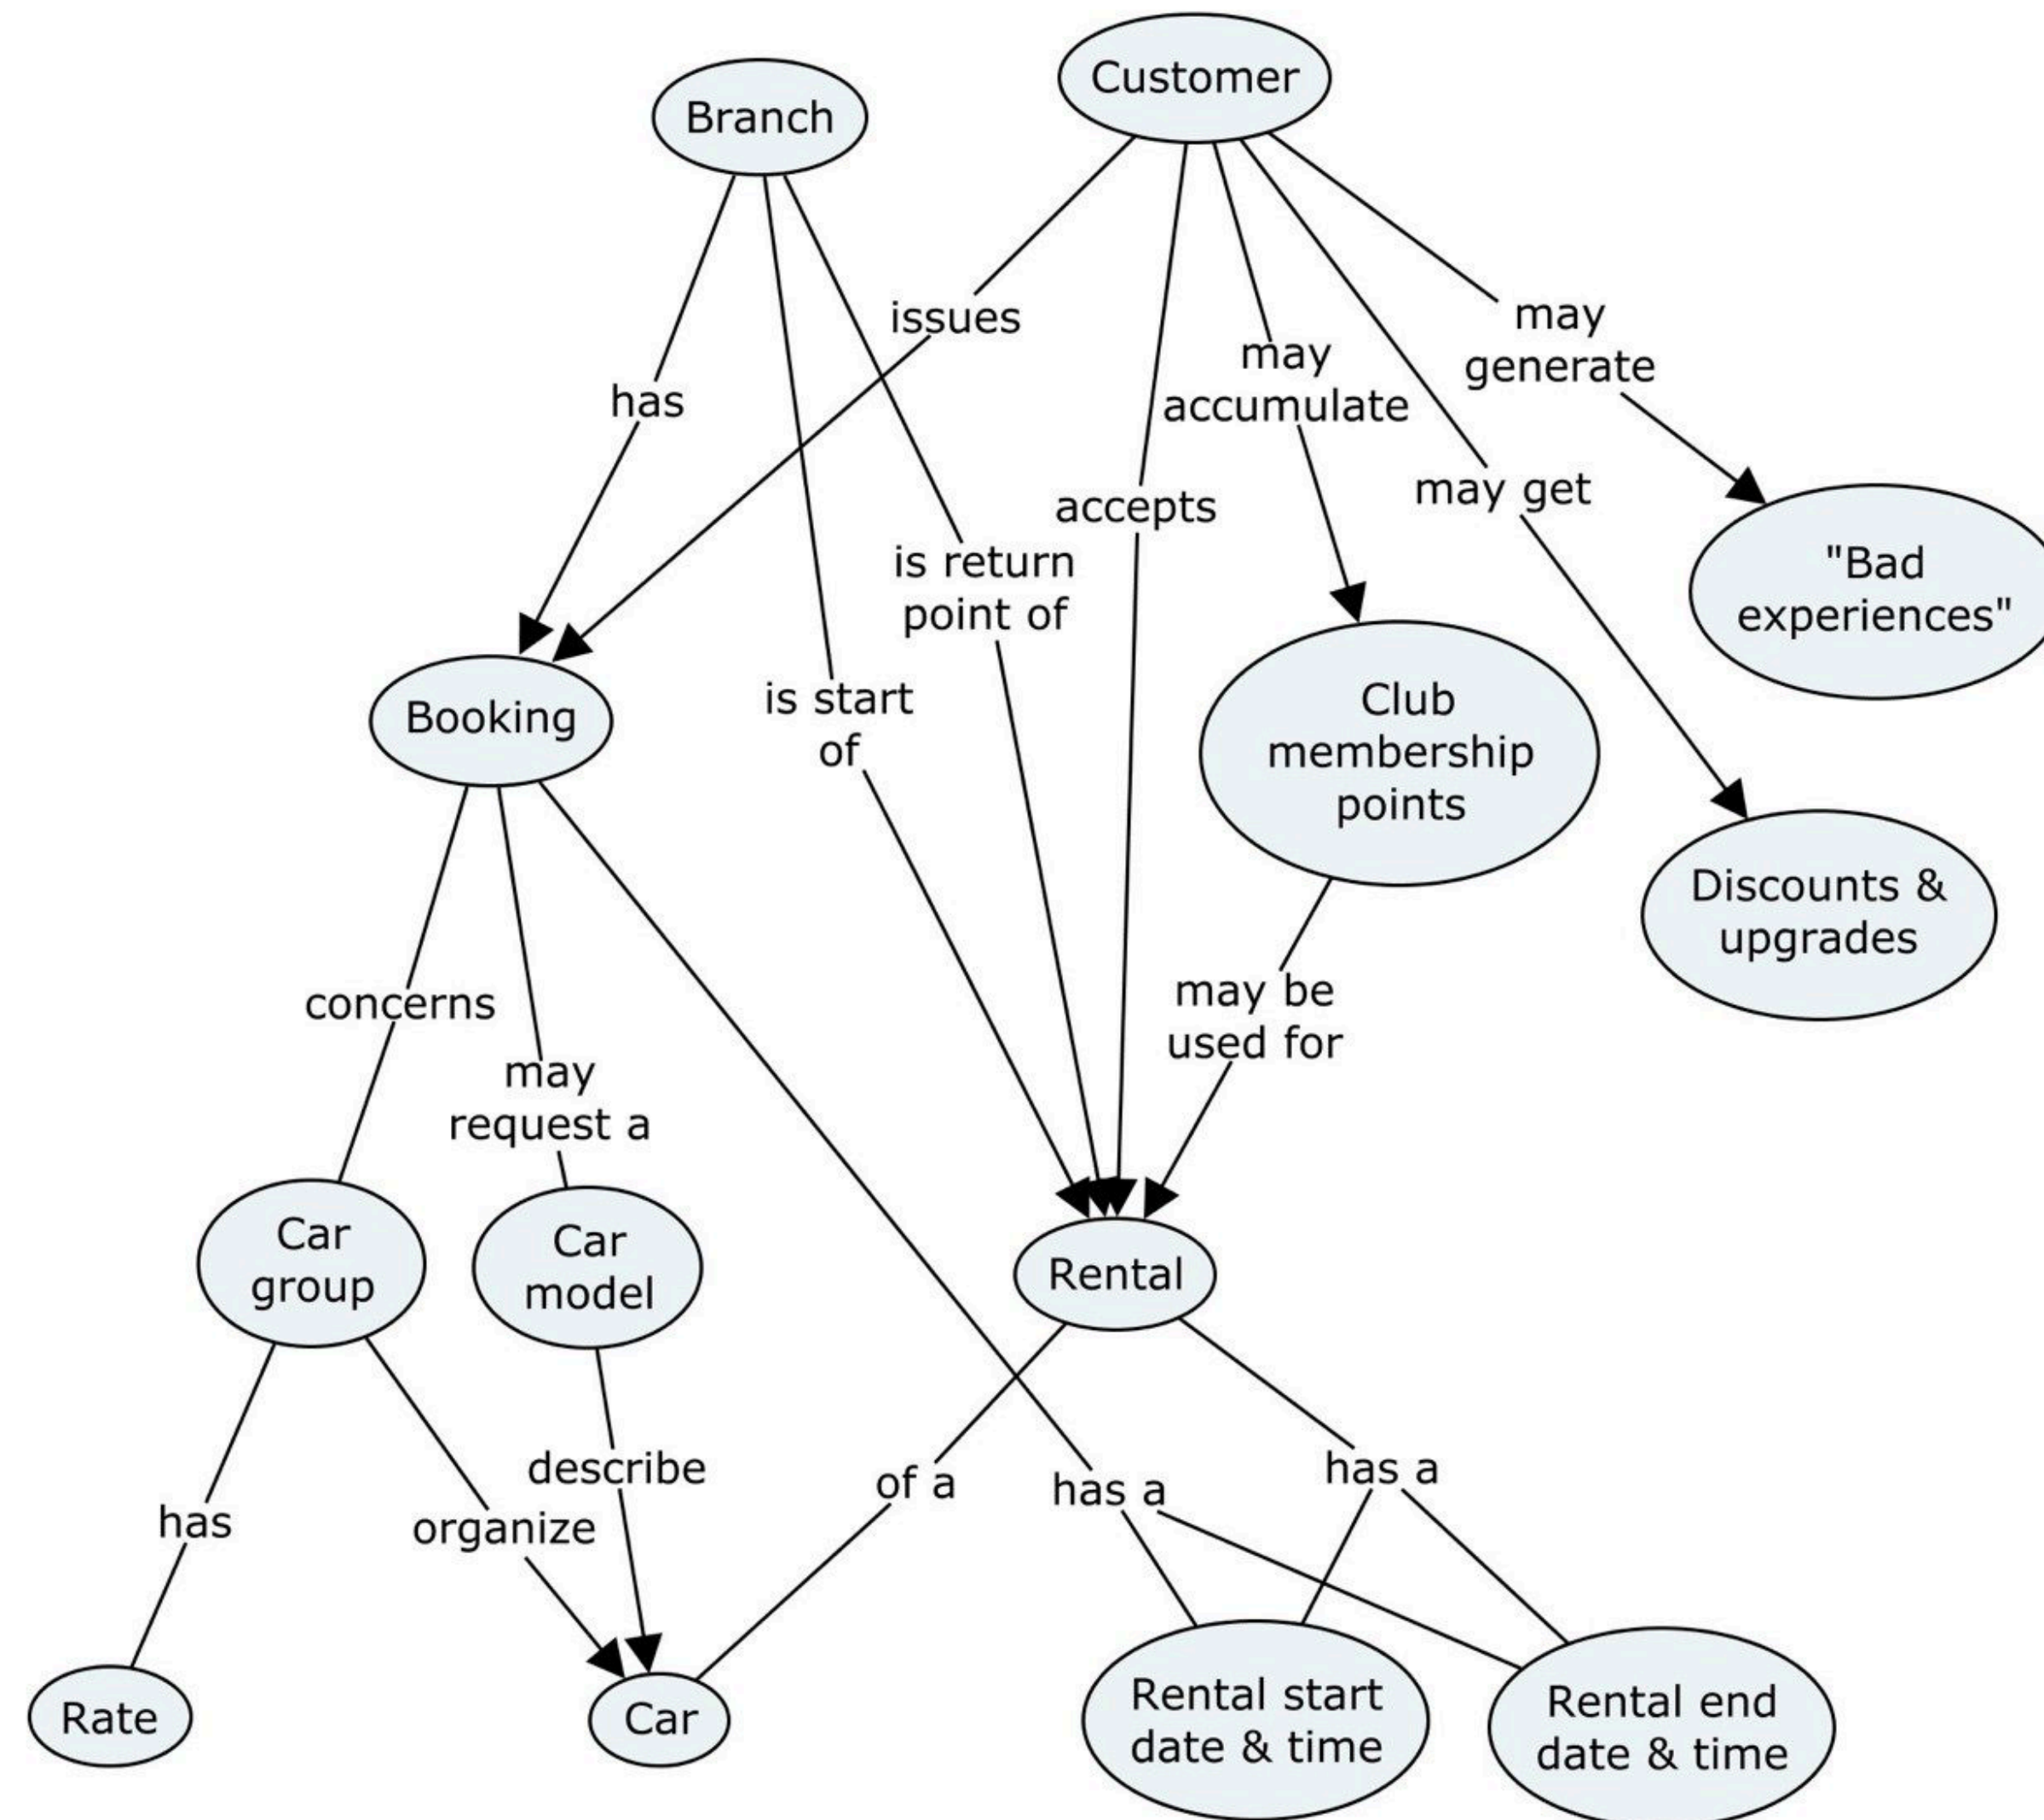 Customer
Branch
issues
may
generate
may
accumulate
has
may get
accepts
is return
point of
"Bad
experiences"
is start
of
Booking
Club
membership
points
Discounts &
upgrades
concerns
may
request a
may be
used for
Car
group
Car
model
Rental
describe
organize
has
of a
has a
has a
Rate
Car
Rental start
date & time
Rental end
date & time